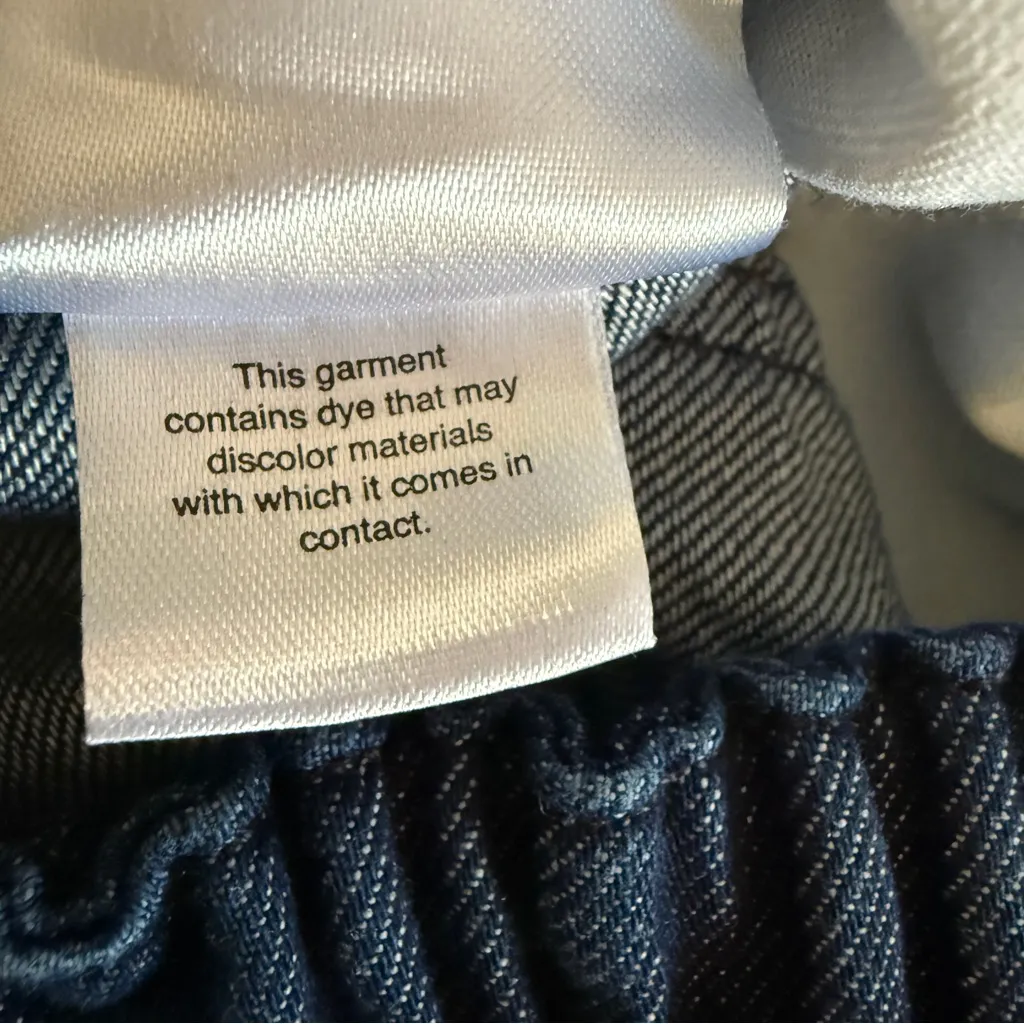 This garment
contains dye that may
discolor materials
with which it comes in
contact.